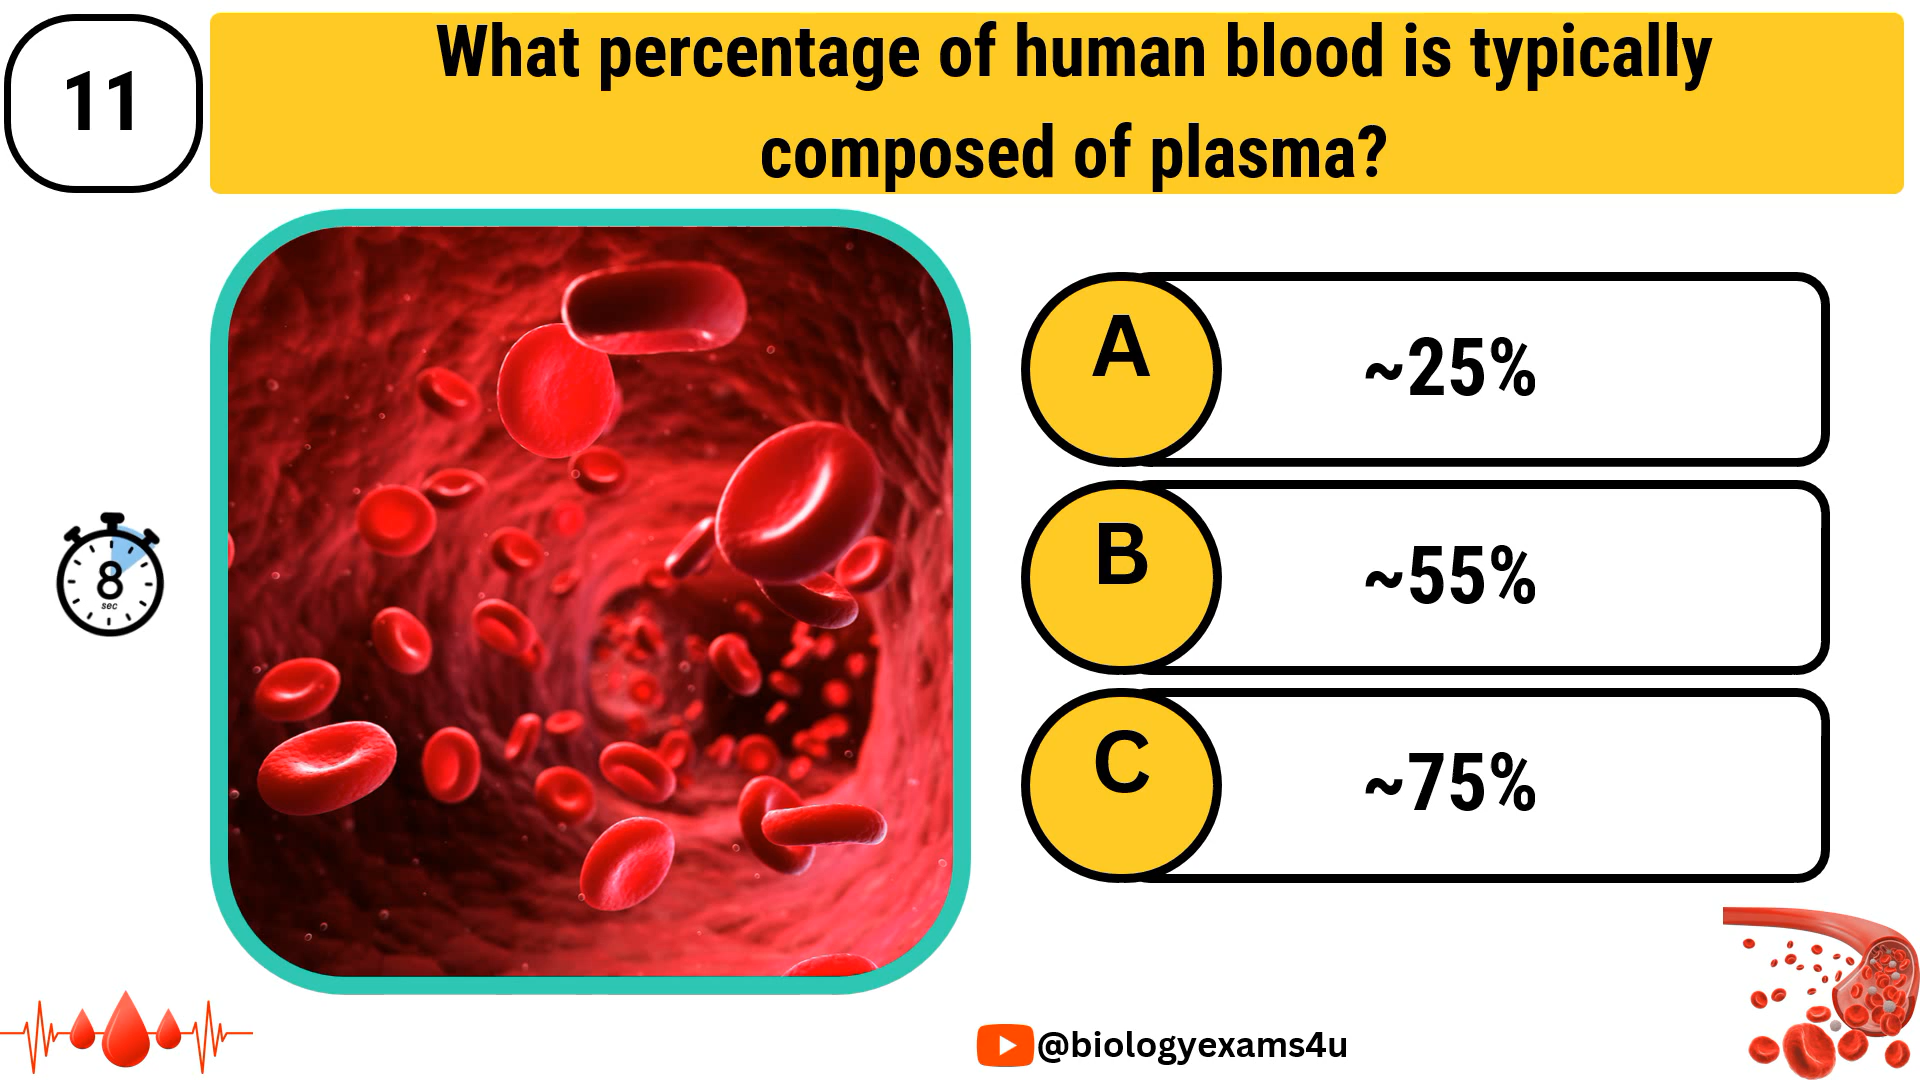 11
What percentage of human blood is typically
composed of plasma?
A
~25%
B
~55%
8
sec
C
~75%
@biologyexams4u